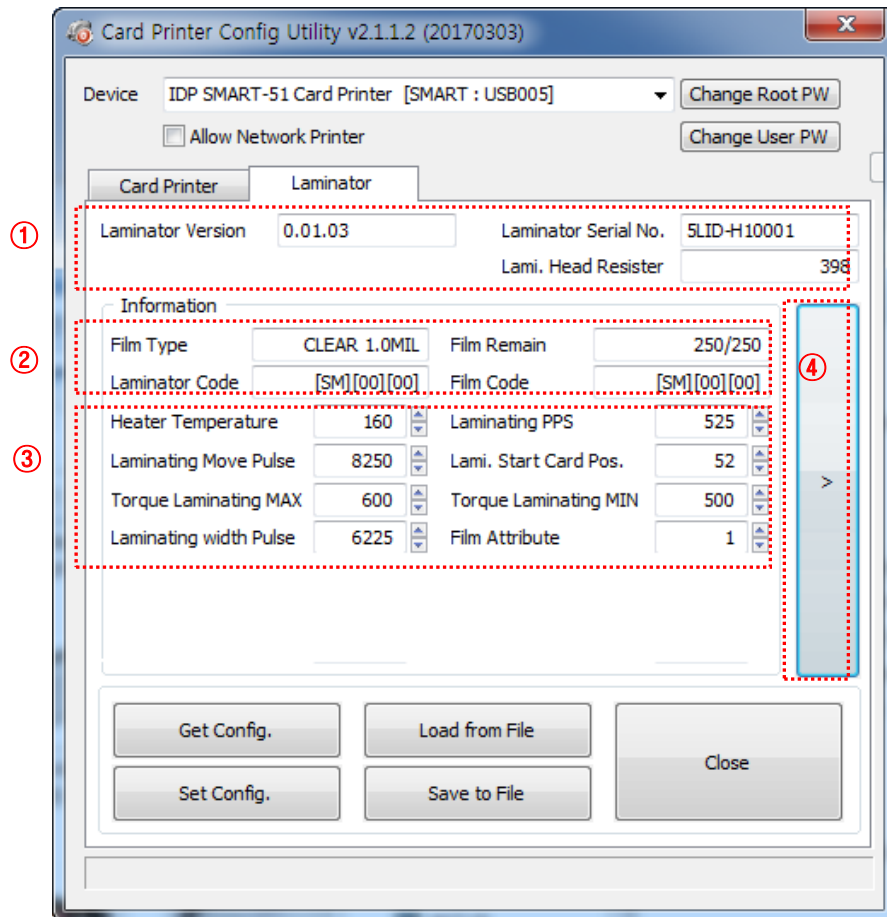 Card Printer Config Utility v2.1.1.2 (20170303)
x
Device IDP SMART-51 Card Printer [SMART : USB005] Change Root PW
Allow Network Printer Change User PW
Card Printer Laminator
① Laminator Version 0.01.03 Laminator Serial No. 5LID-H10001
Lami. Head Resister 398
Information
② Film Type CLEAR 1.0MIL Film Remain 250/250 ④
Laminator Code [SM][00][00] Film Code [SM][00][00]
③ Heater Temperature 160 Laminating PPS 525
Laminating Move Pulse 8250 Lami. Start Card Pos. 52
Torque Laminating MAX 600 Torque Laminating MIN 500 >
Laminating width Pulse 6225 Film Attribute 1
Get Config. Load from File Close
Set Config. Save to File